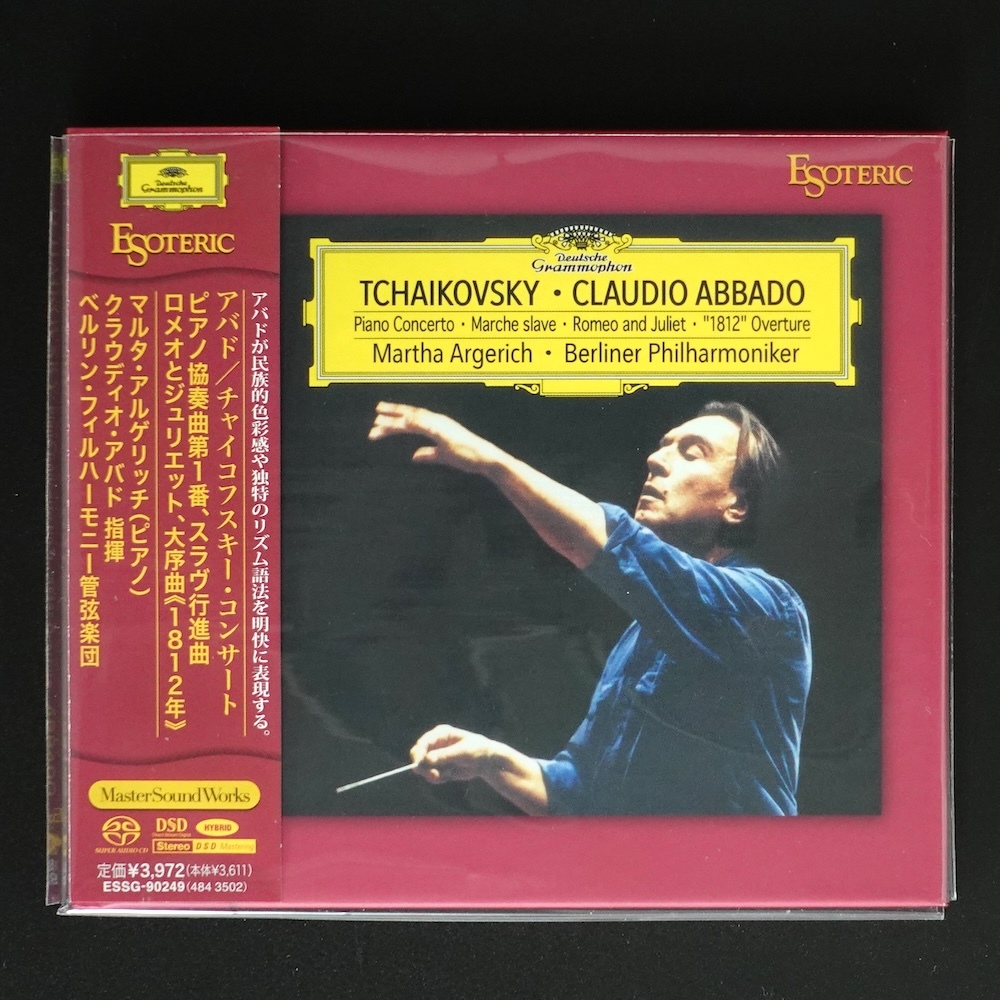 Deutsche
Grammophon
ESOTERIC
アバドが民族的色彩感や独特のリズム語法を明快に表現する。
アバド／チャイコフスキー・コンサート
ピアノ協奏曲第1番、スラヴ行進曲
ロメオとジュリエット、大序曲《1812年》
マルタ・アルゲリッチ(ピアノ)
クラウディオ・アバド 指揮
ベルリン・フィルハーモニー管弦楽団
MasterSoundWorks
SUPER AUDIO CD
DSD
Direct Stream Digital
HYBRID
Stereo
DSD Mastering
定価¥3,972(本体¥3,611)
ESSG-90249(484 3502)
ESOTERIC
Deutsche
Grammophon
TCHAIKOVSKY・CLAUDIO ABBADO
Piano Concerto・Marche slave・Romeo and Juliet・"1812" Overture
Martha Argerich・Berliner Philharmoniker